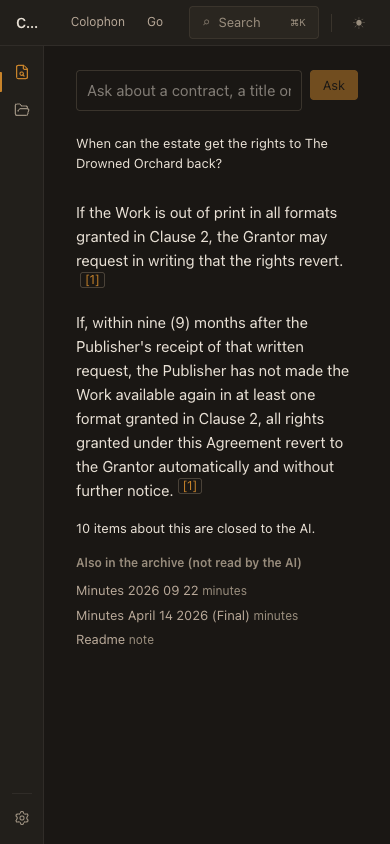 C...
Colophon
Go
Search
⌘K
Ask about a contract, a title or
Ask
When can the estate get the rights to The
Drowned Orchard back?
If the Work is out of print in all formats
granted in Clause 2, the Grantor may
request in writing that the rights revert.
[1]
If, within nine (9) months after the
Publisher's receipt of that written
request, the Publisher has not made the
Work available again in at least one
format granted in Clause 2, all rights
granted under this Agreement revert to
the Grantor automatically and without
further notice. [1]
10 items about this are closed to the AI.
Also in the archive (not read by the AI)
Minutes 2026 09 22 minutes
Minutes April 14 2026 (Final) minutes
Readme note